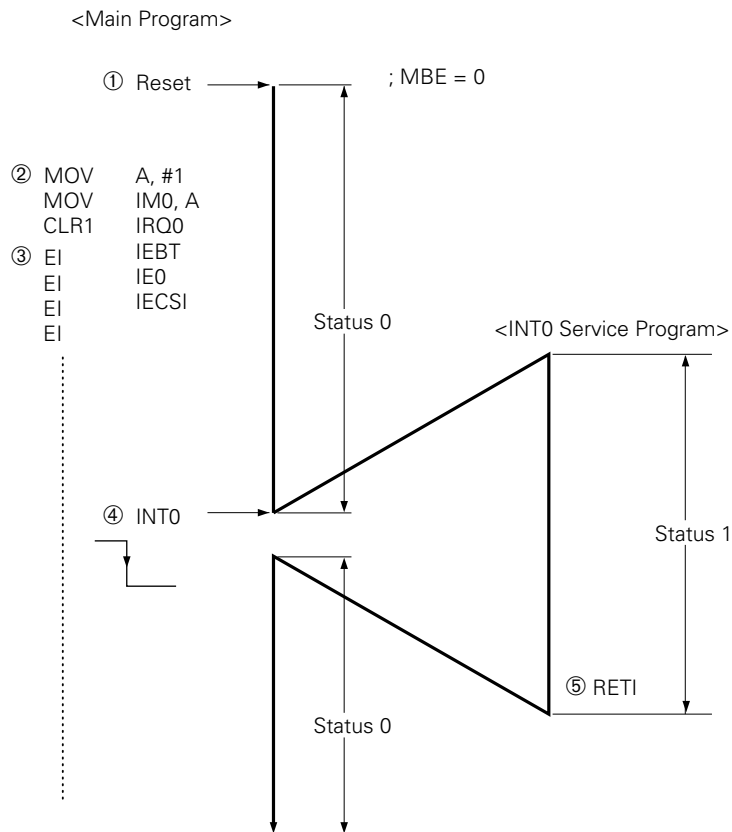 <Main Program>
① Reset
; MBE = 0
② MOV A, #1
MOV IM0, A
CLR1 IRQ0
③ EI IEBT
EI IE0
EI IECSI
EI
Status 0
<INT0 Service Program>
④ INT0
Status 1
⑤ RETI
Status 0